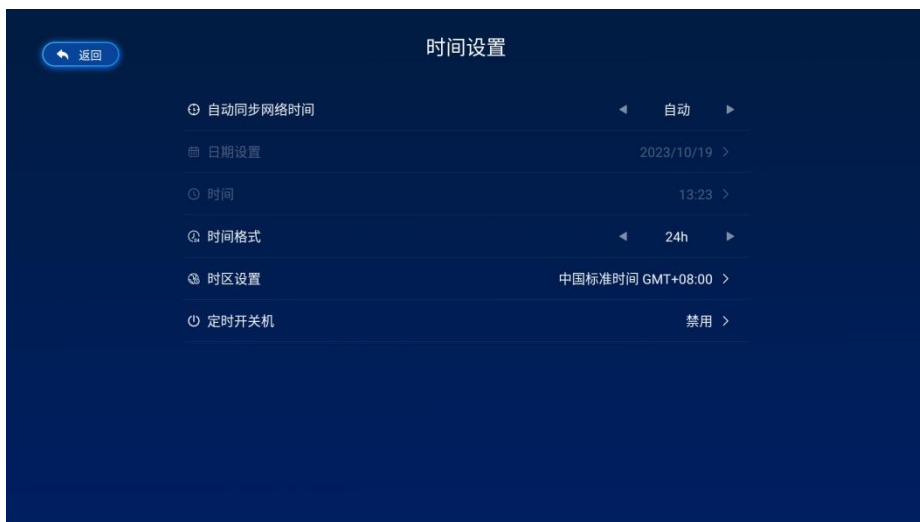 返回
时间设置
自动同步网络时间 自动
日期设置 2023/10/19
时间 13:23
时间格式 24h
时区设置 中国标准时间 GMT+08:00
定时开关机 禁用